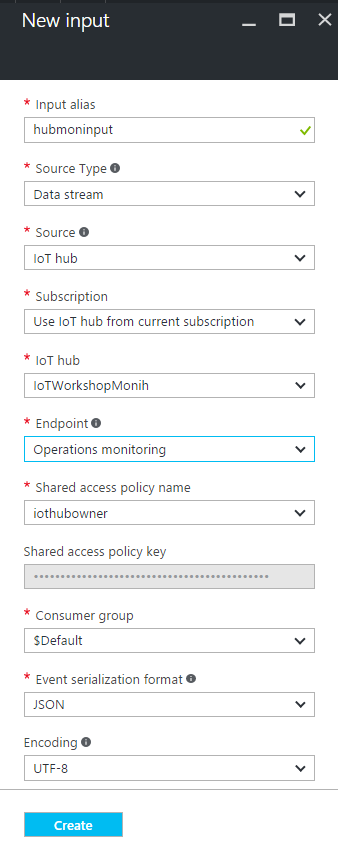 New input
* Input alias
hubmoninput
* Source Type
Data stream
* Source
IoT hub
* Subscription
Use IoT hub from current subscription
* IoT hub
IoTWorkshopMonih
* Endpoint
Operations monitoring
* Shared access policy name
iothubowner
Shared access policy key
••••••••••••••••••••••••••••••••••••••••••••
* Consumer group
$Default
* Event serialization format
JSON
Encoding
UTF-8
Create